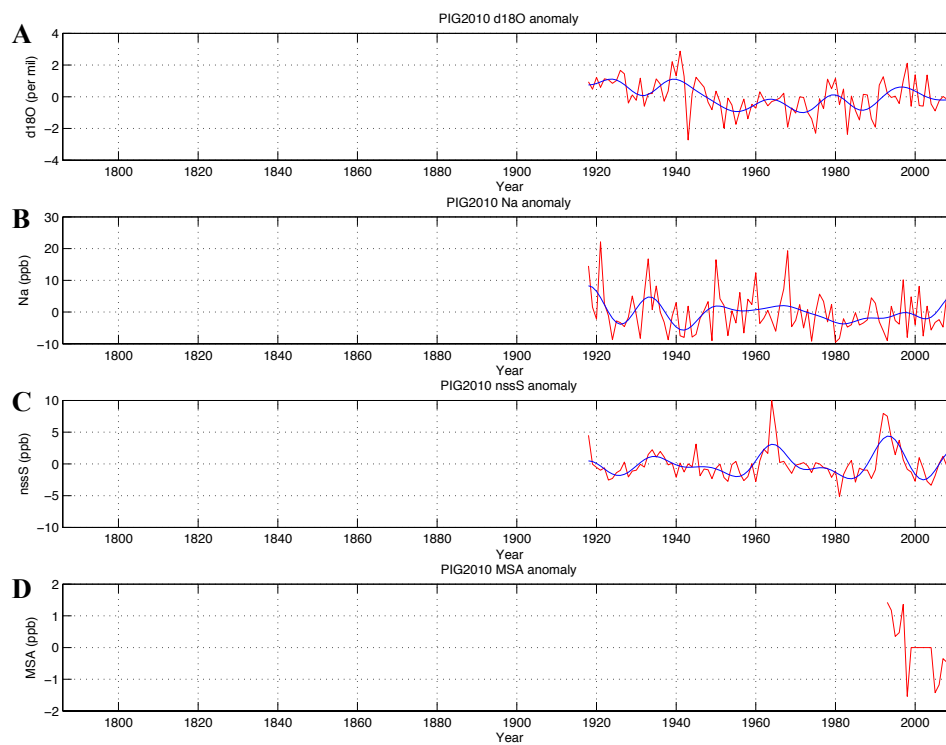 A
PIG2010 d18O anomaly
d18O (per mil)
4
2
0
−2
−4
1800 1820 1840 1860 1880 1900 1920 1940 1960 1980 2000
Year
B
PIG2010 Na anomaly
Na (ppb)
30
20
10
0
−10
1800 1820 1840 1860 1880 1900 1920 1940 1960 1980 2000
Year
C
PIG2010 nssS anomaly
nssS (ppb)
10
5
0
−5
−10
1800 1820 1840 1860 1880 1900 1920 1940 1960 1980 2000
Year
D
PIG2010 MSA anomaly
MSA (ppb)
2
1
0
−1
−2
1800 1820 1840 1860 1880 1900 1920 1940 1960 1980 2000
Year